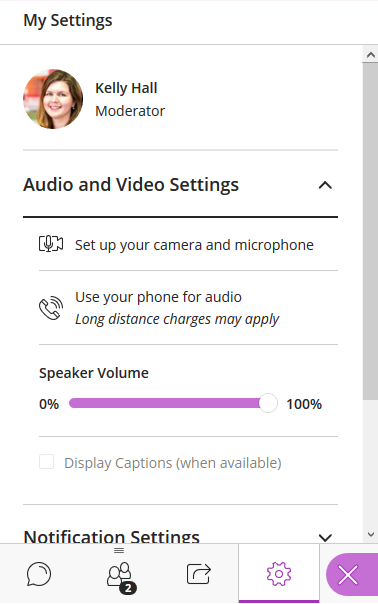 My Settings
Kelly Hall
Moderator
Audio and Video Settings
Set up your camera and microphone
Use your phone for audio
Long distance charges may apply
Speaker Volume
0% 100%
Display Captions (when available)
Notification Settings
2